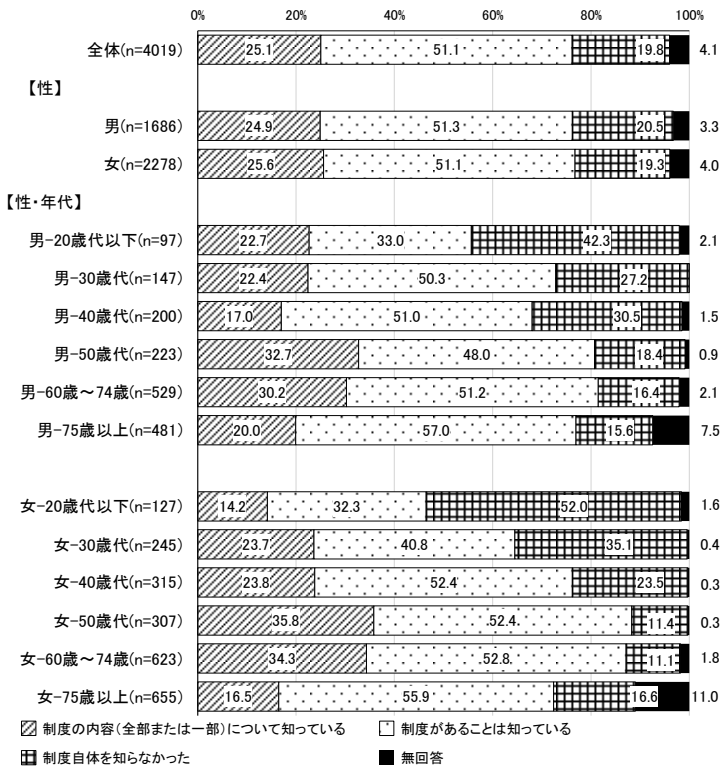 0% 20% 40% 60% 80% 100%
全体(n=4019) 25.1 51.1 19.8 4.1
【性】
男(n=1686) 24.9 51.3 20.5 3.3
女(n=2278) 25.6 51.1 19.3 4.0
【性・年代】
男-20歳代以下(n=97) 22.7 33.0 42.3 2.1
男-30歳代(n=147) 22.4 50.3 27.2
男-40歳代(n=200) 17.0 51.0 30.5 1.5
男-50歳代(n=223) 32.7 48.0 18.4 0.9
男-60歳～74歳(n=529) 30.2 51.2 16.4 2.1
男-75歳以上(n=481) 20.0 57.0 15.6 7.5
女-20歳代以下(n=127) 14.2 32.3 52.0 1.6
女-30歳代(n=245) 23.7 40.8 35.1 0.4
女-40歳代(n=315) 23.8 52.4 23.5 0.3
女-50歳代(n=307) 35.8 52.4 11.4 0.3
女-60歳～74歳(n=623) 34.3 52.8 11.1 1.8
女-75歳以上(n=655) 16.5 55.9 16.6 11.0
制度の内容(全部または一部)について知っている 制度があることは知っている
制度自体を知らなかった 無回答